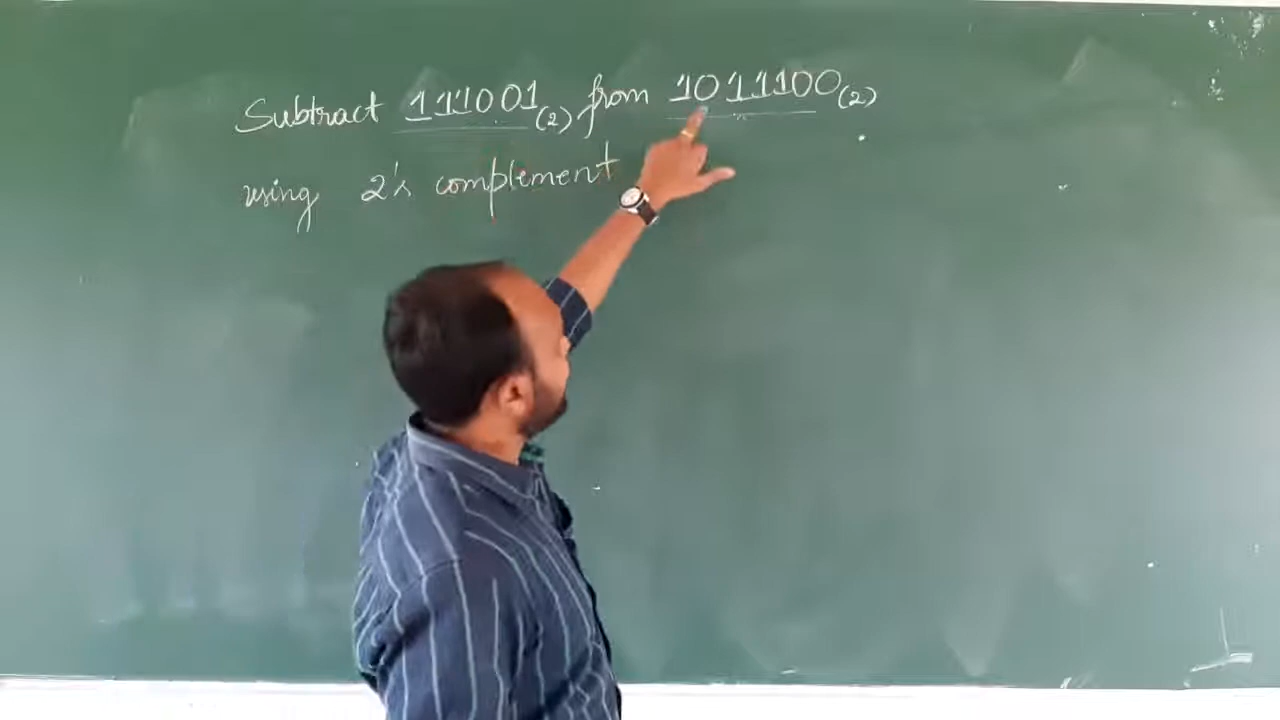 Subtract 111001(2) from 1011100(2)
using 2's complement